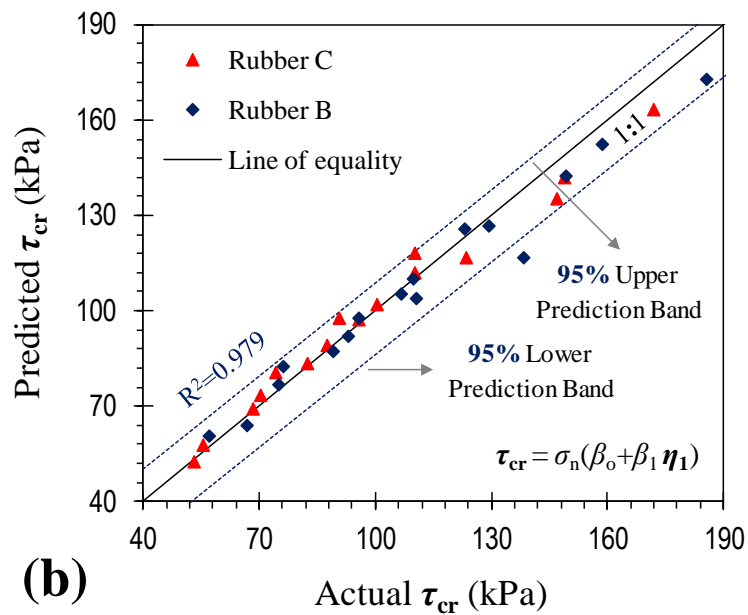 190
160
130
100
70
40
Predicted τcr (kPa)
Rubber C
Rubber B
Line of equality
1:1
95% Upper
Prediction Band
R²=0.979
95% Lower
Prediction Band
τcr = σn(βo+β1 η1)
40
70
100
130
160
190
(b)
Actual τcr (kPa)